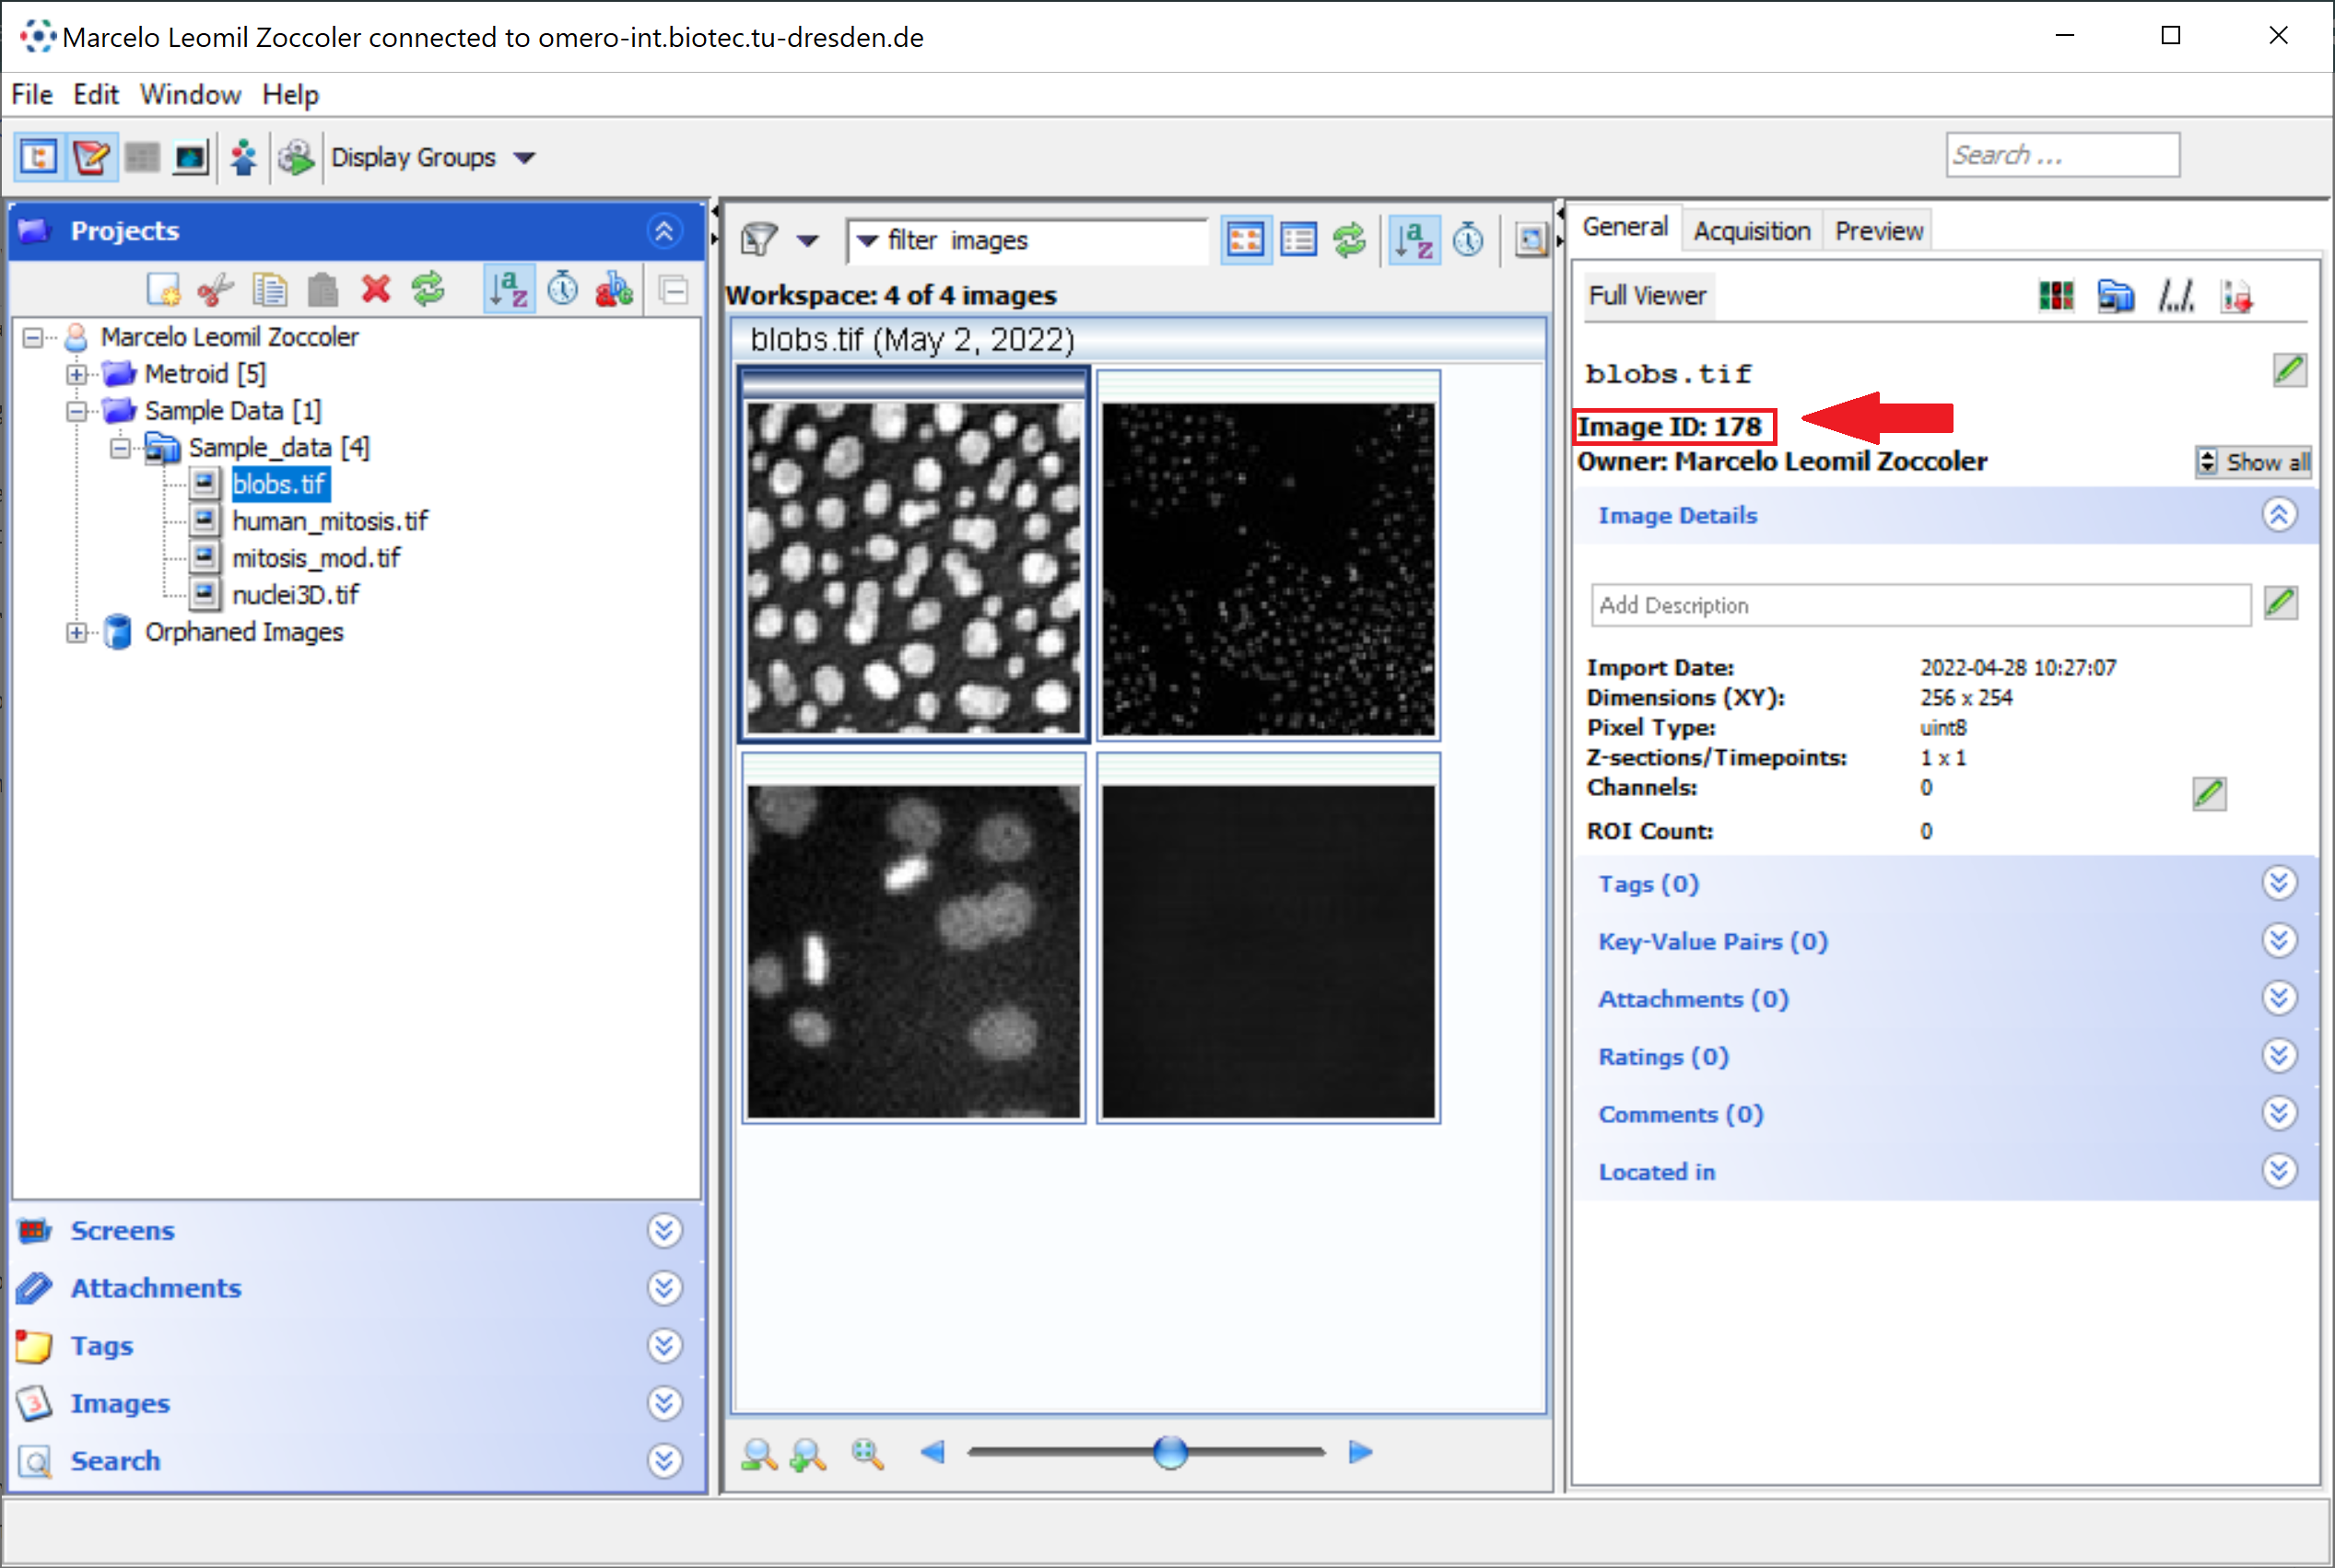 Marcelo Leomil Zoccoler connected to omero-int.biotec.tu-dresden.de
File Edit Window Help
Display Groups
Search ...
Projects
Marcelo Leomil Zoccoler
Metroid [5]
Sample Data [1]
Sample_data [4]
blobs.tif
human_mitosis.tif
mitosis_mod.tif
nuclei3D.tif
Orphaned Images
Screens
Attachments
Tags
Images
Search
filter images
Workspace: 4 of 4 images
blobs.tif (May 2, 2022)
General Acquisition Preview
Full Viewer
blobs.tif
Image ID: 178
Owner: Marcelo Leomil Zoccoler
Show all
Image Details
Add Description
Import Date: 2022-04-28 10:27:07
Dimensions (XY): 256 x 254
Pixel Type: uint8
Z-sections/Timepoints: 1 x 1
Channels: 0
ROI Count: 0
Tags (0)
Key-Value Pairs (0)
Attachments (0)
Ratings (0)
Comments (0)
Located in